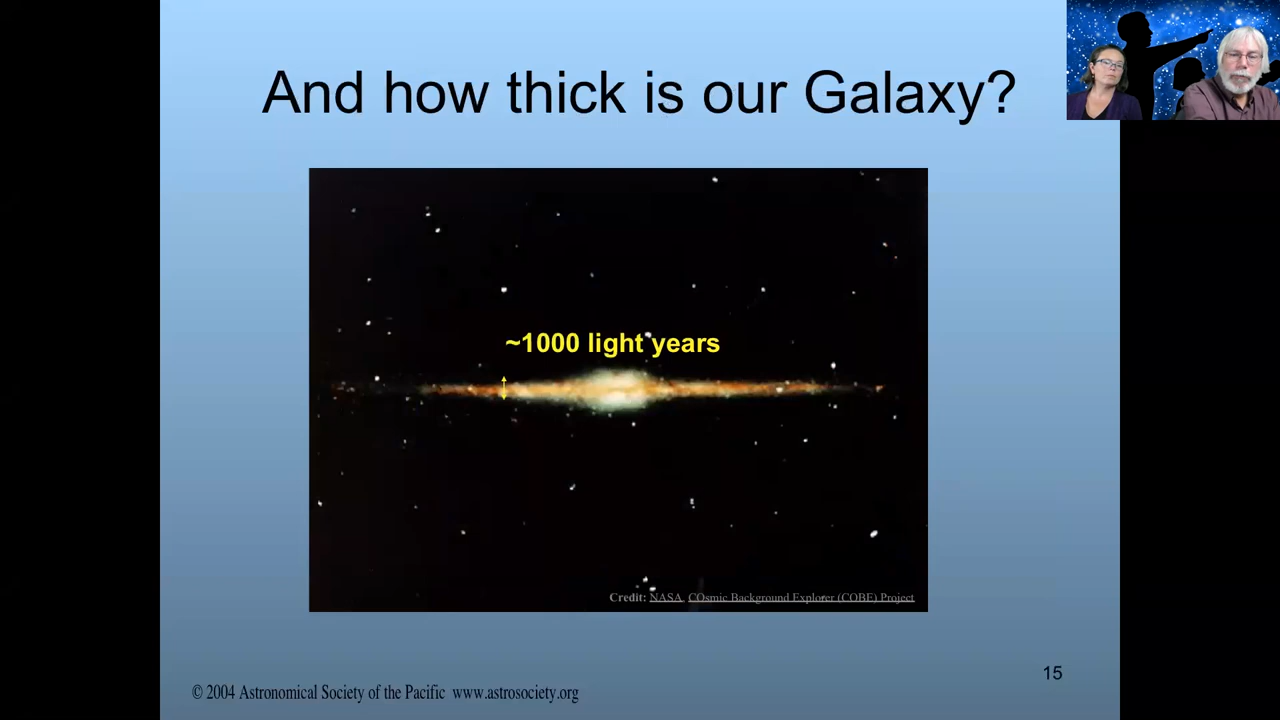 And how thick is our Galaxy?
~1000 light years
Credit: NASA, COsmic Background Explorer (COBE) Project
15
© 2004 Astronomical Society of the Pacific www.astrosociety.org